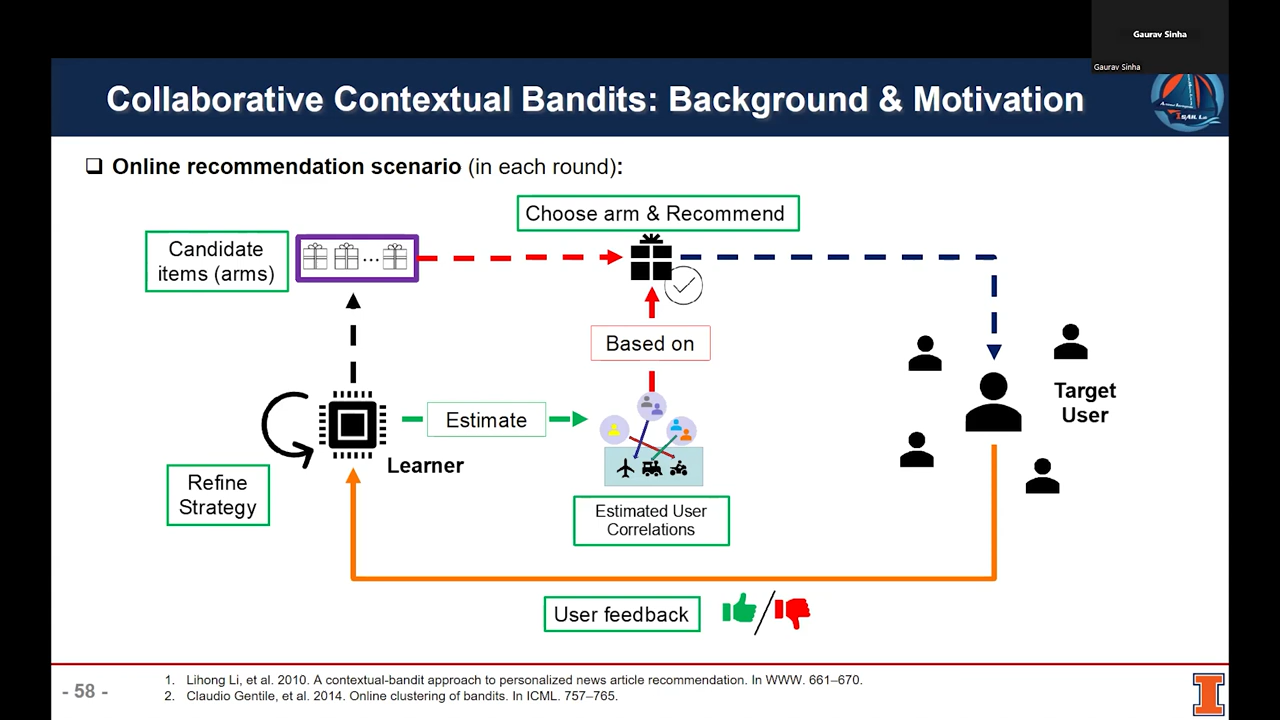 Gaurav Sinha
Gaurav Sinha
Collaborative Contextual Bandits: Background & Motivation
❑ Online recommendation scenario (in each round):
Choose arm & Recommend
Candidate
items (arms)
...
Based on
Target
User
Estimate
Learner
Refine
Strategy
Estimated User
Correlations
User feedback
- 58 -
1. Lihong Li, et al. 2010. A contextual-bandit approach to personalized news article recommendation. In WWW. 661–670.
2. Claudio Gentile, et al. 2014. Online clustering of bandits. In ICML. 757–765.